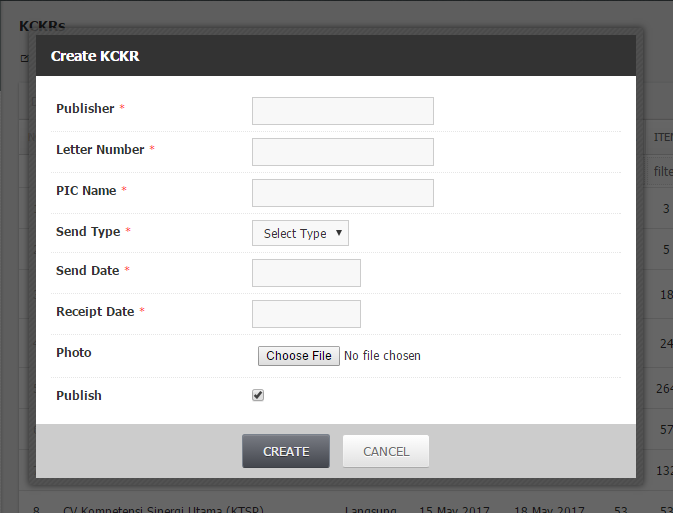 KCKRs
Create KCKR
Publisher *
Letter Number *
PIC Name *
Send Type *
Select Type
Send Date *
Receipt Date *
Photo
Choose File No file chosen
Publish
CREATE
CANCEL
ITEM
filte
3
5
18
24
264
57
132
8 CV Kompetensi Sinergi Utama (KTSP) Langsung 15 May 2017 18 May 2017 53 53